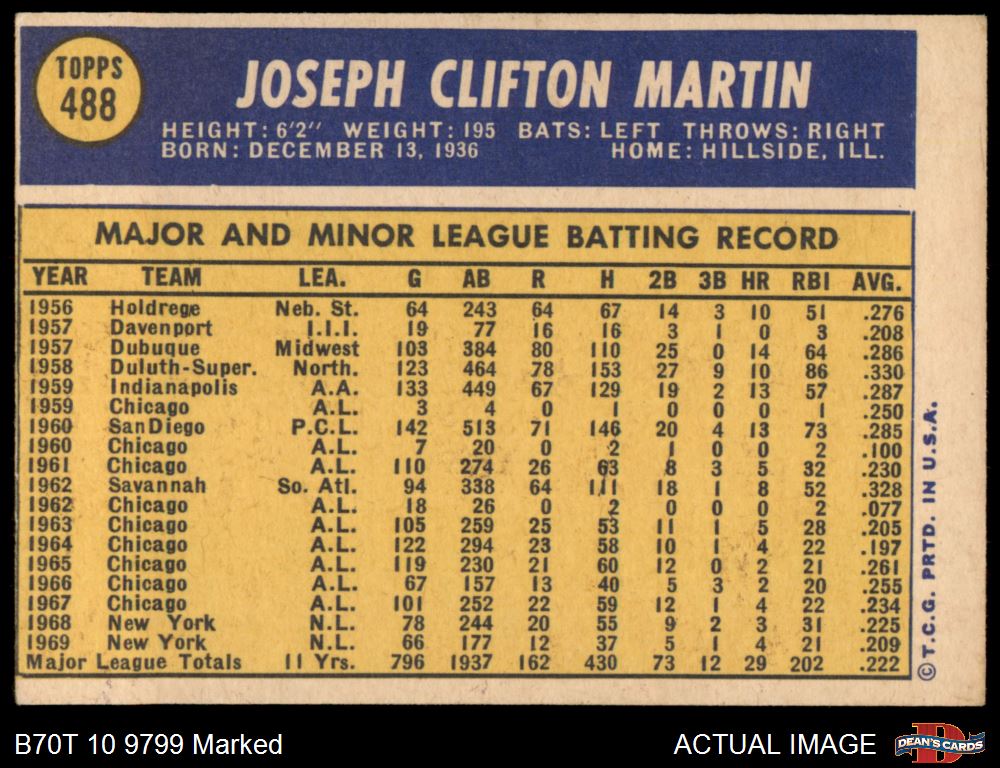 TOPPS
488
JOSEPH CLIFTON MARTIN
HEIGHT: 6'2" WEIGHT: 195 BATS: LEFT THROWS: RIGHT
BORN: DECEMBER 13, 1936 HOME: HILLSIDE, ILL.
MAJOR AND MINOR LEAGUE BATTING RECORD
YEAR TEAM LEA. G AB R H 2B 3B HR RBI AVG.
1956 Holdrege Neb. St. 64 243 64 67 14 3 10 51 .276
1957 Davenport I.I.I. 19 77 16 16 3 1 0 3 .208
1957 Dubuque Midwest 103 384 80 110 25 0 14 64 .286
1958 Duluth-Super. North. 123 464 78 153 27 9 10 86 .330
1959 Indianapolis A.A. 133 449 67 129 19 2 13 57 .287
1959 Chicago A.L. 3 4 0 1 0 0 0 1 .250
1960 San Diego P.C.L. 142 513 71 146 20 4 13 73 .285
1960 Chicago A.L. 7 20 0 2 1 0 0 2 .100
1961 Chicago A.L. 110 274 26 63 8 3 5 32 .230
1962 Savannah So. Atl. 94 338 64 111 18 1 8 52 .328
1962 Chicago A.L. 18 26 0 2 0 0 0 2 .077
1963 Chicago A.L. 105 259 25 53 11 1 5 28 .205
1964 Chicago A.L. 122 294 23 58 10 1 4 22 .197
1965 Chicago A.L. 119 230 21 60 12 0 2 21 .261
1966 Chicago A.L. 67 157 13 40 5 3 2 20 .255
1967 Chicago A.L. 101 252 22 59 12 1 4 22 .234
1968 New York N.L. 78 244 20 55 9 2 3 31 .225
1969 New York N.L. 66 177 12 37 5 1 4 21 .209
Major League Totals 11 Yrs. 796 1937 162 430 73 12 29 202 .222
© T.C.G. PRTD. IN U.S.A.
B70T 10 9799 Marked
ACTUAL IMAGE
D
DEAN'S CARDS